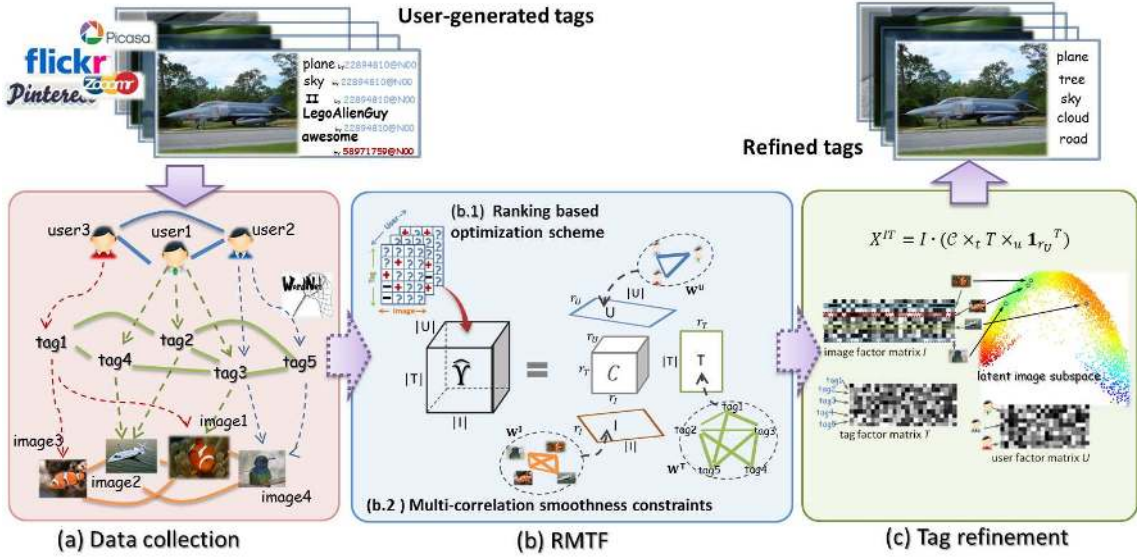 User-generated tags
Picasa
flickr
Zooomr
Pinterest
plane by 22894810@N00
sky by 22894810@N00
II by 22894810@N00
LegoAlienGuy
by 22894810@N00
awesome
by 58971759@N00
Refined tags
plane
tree
sky
cloud
road
user3
user1
user2
WordNet
tag1
tag2
tag4
tag3
tag5
image3
image1
image2
image4
(a) Data collection
(b.1) Ranking based
optimization scheme
User
Tag
Image
|U|
|T|
Ŷ
|I|
=
r_U
|U|
U
W^U
r_U
r_T
C
r_I
r_T
|T|
T
r_I
I
|I|
W^I
tag1
tag2
tag3
tag5
tag4
W^T
(b.2 ) Multi-correlation smoothness constraints
(b) RMTF
X^{IT} = I · (C ×_t T ×_u 1_{r_U}^T)
image factor matrix I
latent image subspace
tag1
tag2
tag3
tag4
tag5
tag factor matrix T
user factor matrix U
(c) Tag refinement